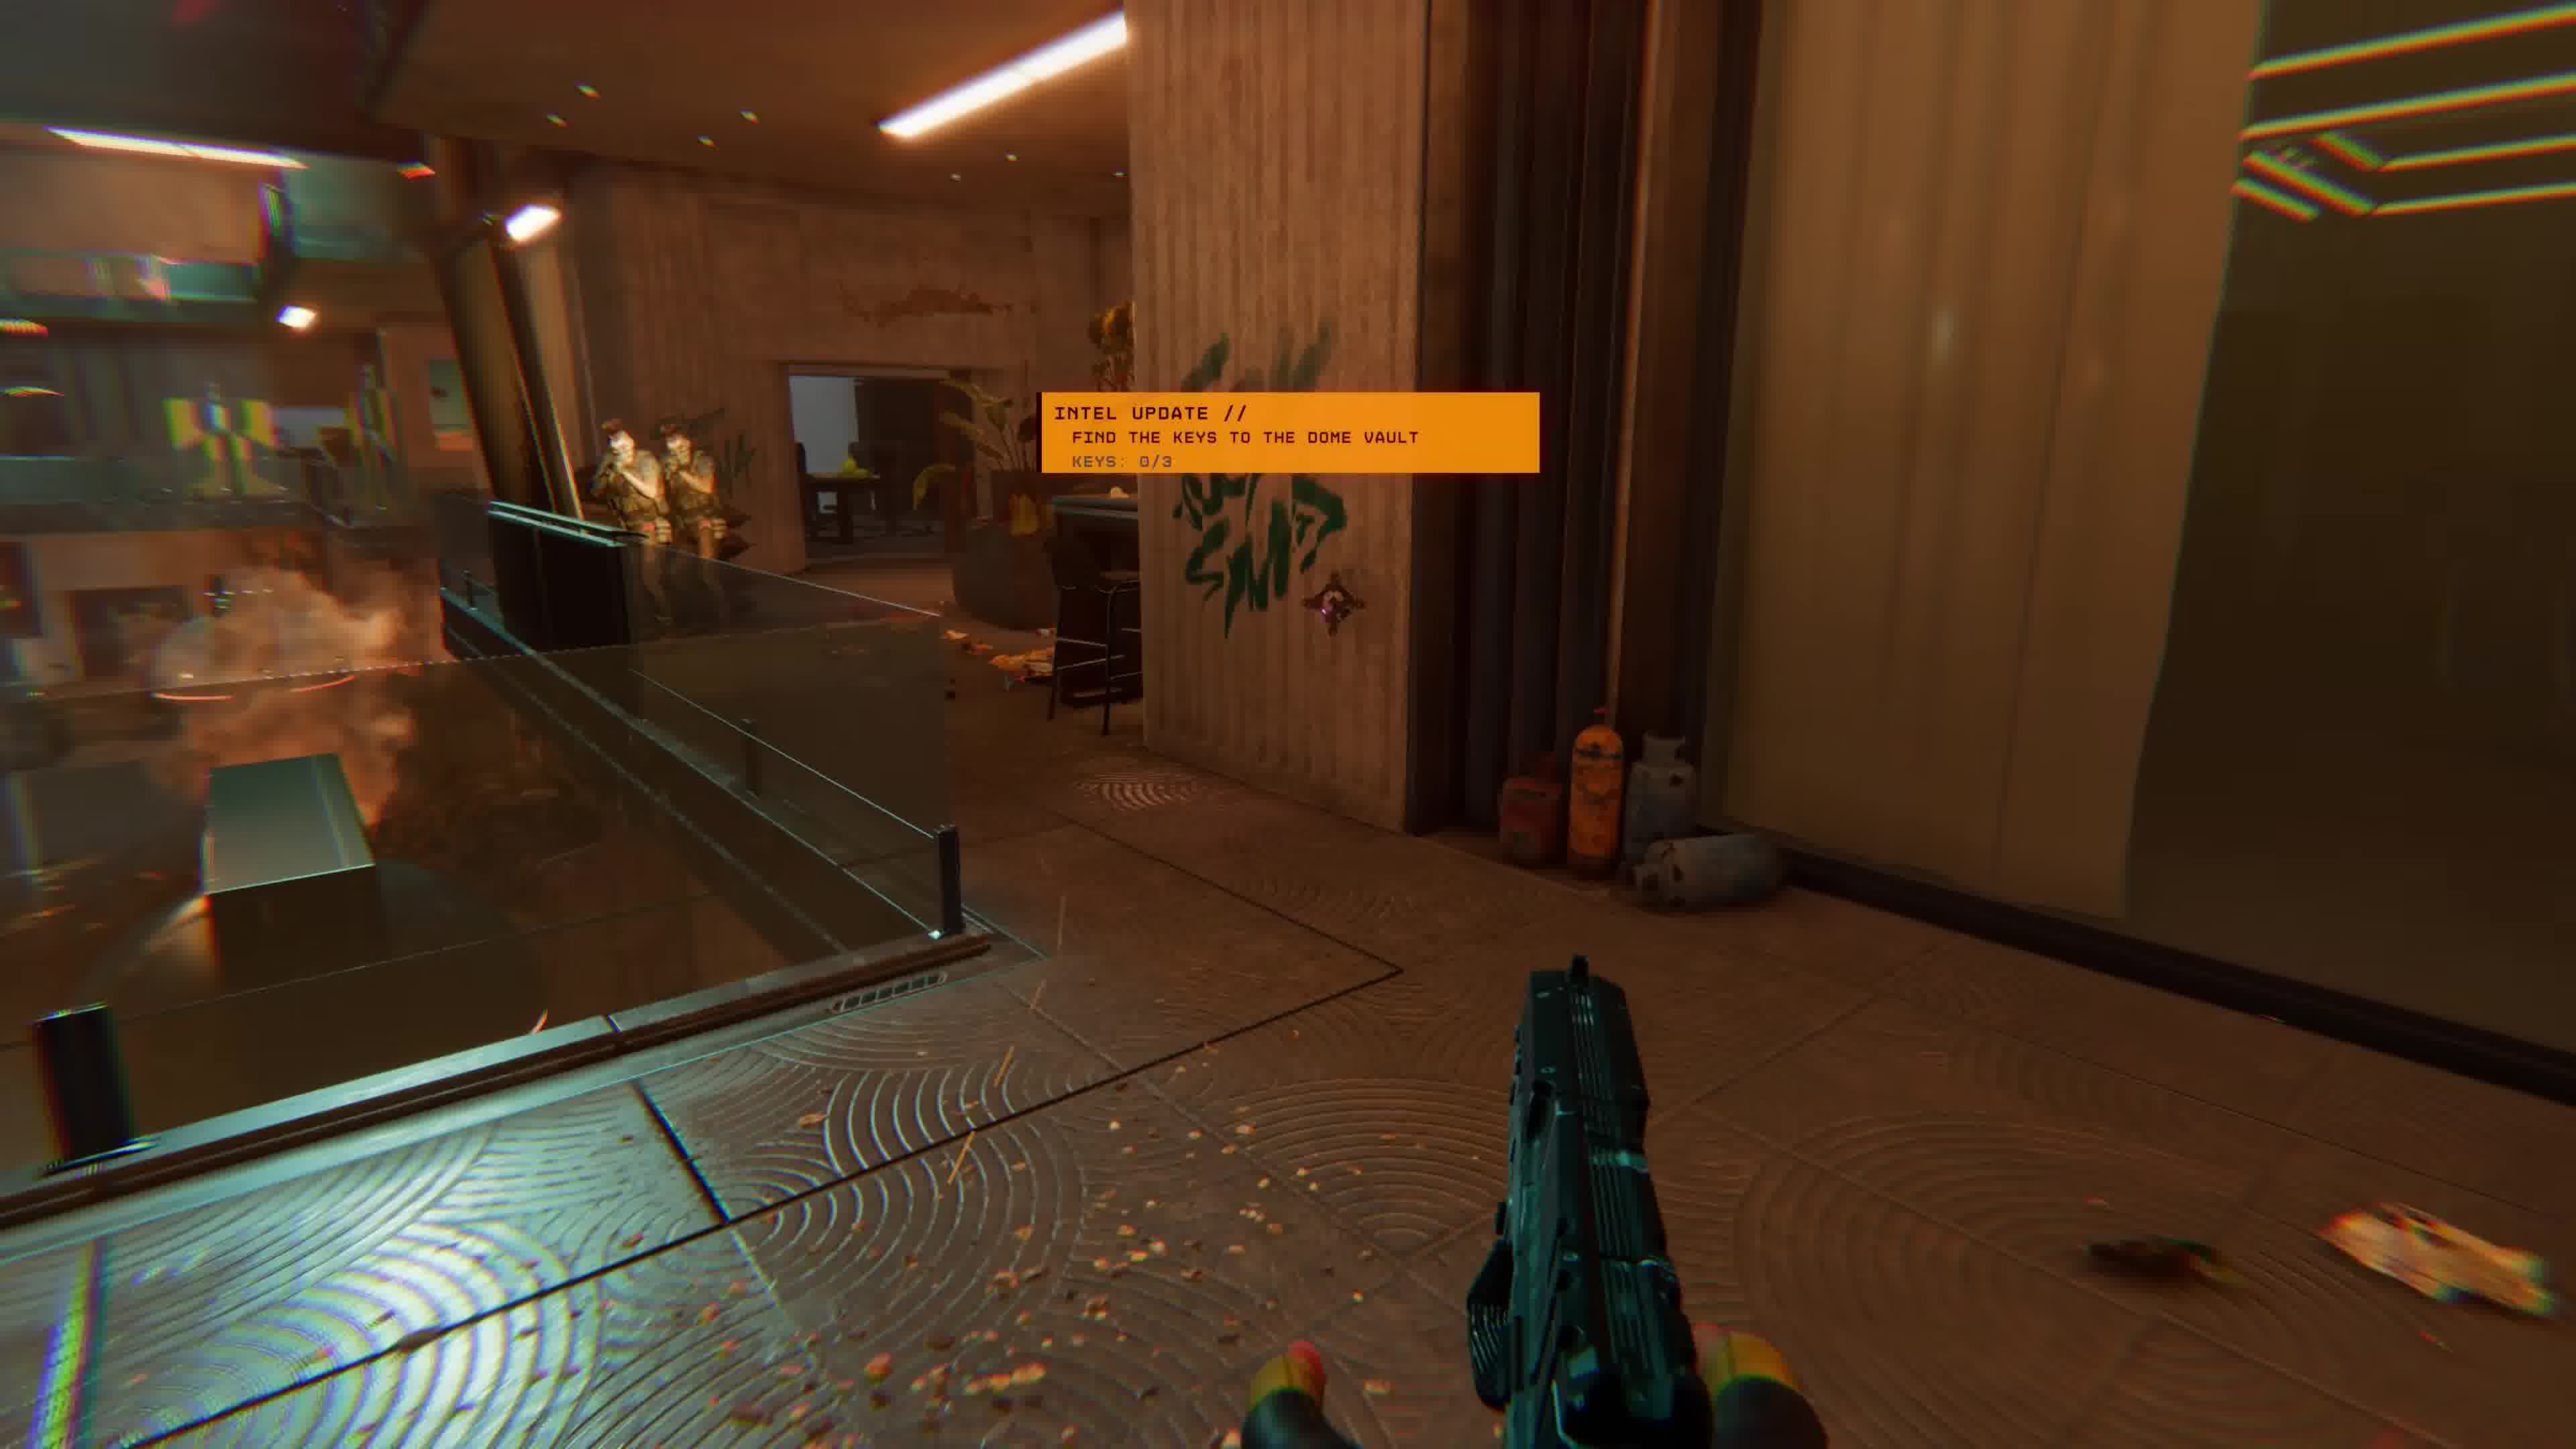 INTEL UPDATE //
FIND THE KEYS TO THE DOME VAULT
KEYS: 0/3